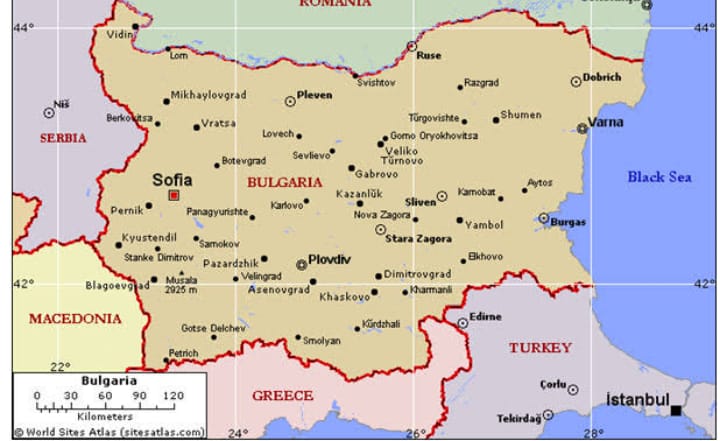 ROMANIA
44°
44°
Vidin
Lom
Ruse
Svishtov
Razgrad
Dobrich
Niš
Mikhaylovgrad
Pleven
Berkovitsa
Vratsa
Lovech
Türgovishte
Shumen
Varna
SERBIA
Gorno Oryokhovitsa
Sevlievo
Veliko
Türnovo
Botevgrad
Gabrovo
Sofia
BULGARIA
Kazanlŭk
Sliven
Karnobat
Aytos
Black Sea
Pernik
Panagyurishte
Karlovo
Nova Zagora
Yambol
Burgas
Kyustendil
Samokov
Stara Zagora
Stanke Dimitrov
Pazardzhik
Plovdiv
Elkhovo
Blagoevgrad
Musala
2925 m
Velingrad
Asenovgrad
Dimitrovgrad
Khaskovo
Kharmanli
42°
42°
MACEDONIA
Gotse Delchev
Smolyan
Kŭrdzhali
Edirne
Petrich
22°
TURKEY
Bulgaria
0 30 60 90 120
Kilometers
© World Sites Atlas (sitesatlas.com)
GREECE
Çorlu
İstanbul
Tekirdağ
24°
26°
28°